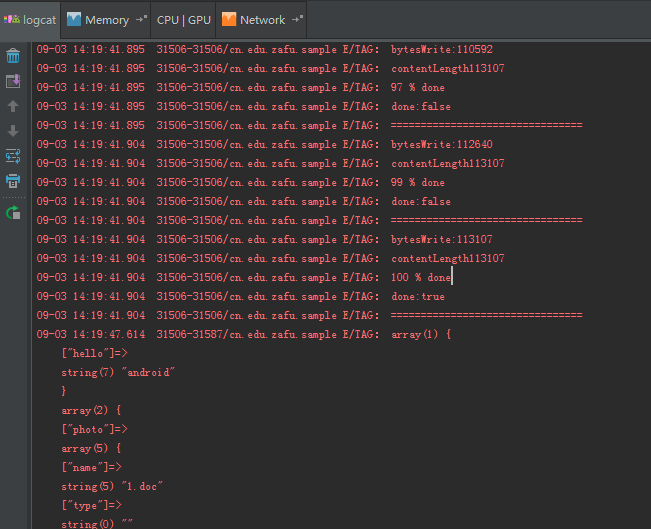 logcat Memory CPU | GPU Network
09-03 14:19:41.895 31506-31506/cn.edu.zafu.sample E/TAG: bytesWrite:110592
09-03 14:19:41.895 31506-31506/cn.edu.zafu.sample E/TAG: contentLength113107
09-03 14:19:41.895 31506-31506/cn.edu.zafu.sample E/TAG: 97 % done
09-03 14:19:41.895 31506-31506/cn.edu.zafu.sample E/TAG: done:false
09-03 14:19:41.895 31506-31506/cn.edu.zafu.sample E/TAG: ================================
09-03 14:19:41.904 31506-31506/cn.edu.zafu.sample E/TAG: bytesWrite:112640
09-03 14:19:41.904 31506-31506/cn.edu.zafu.sample E/TAG: contentLength113107
09-03 14:19:41.904 31506-31506/cn.edu.zafu.sample E/TAG: 99 % done
09-03 14:19:41.904 31506-31506/cn.edu.zafu.sample E/TAG: done:false
09-03 14:19:41.904 31506-31506/cn.edu.zafu.sample E/TAG: ================================
09-03 14:19:41.904 31506-31506/cn.edu.zafu.sample E/TAG: bytesWrite:113107
09-03 14:19:41.904 31506-31506/cn.edu.zafu.sample E/TAG: contentLength113107
09-03 14:19:41.904 31506-31506/cn.edu.zafu.sample E/TAG: 100 % done
09-03 14:19:41.904 31506-31506/cn.edu.zafu.sample E/TAG: done:true
09-03 14:19:41.904 31506-31506/cn.edu.zafu.sample E/TAG: ================================
09-03 14:19:47.614 31506-31587/cn.edu.zafu.sample E/TAG: array(1) {
["hello"]=>
string(7) "android"
}
array(2) {
["photo"]=>
array(5) {
["name"]=>
string(5) "1.doc"
["type"]=>
string(0) ""